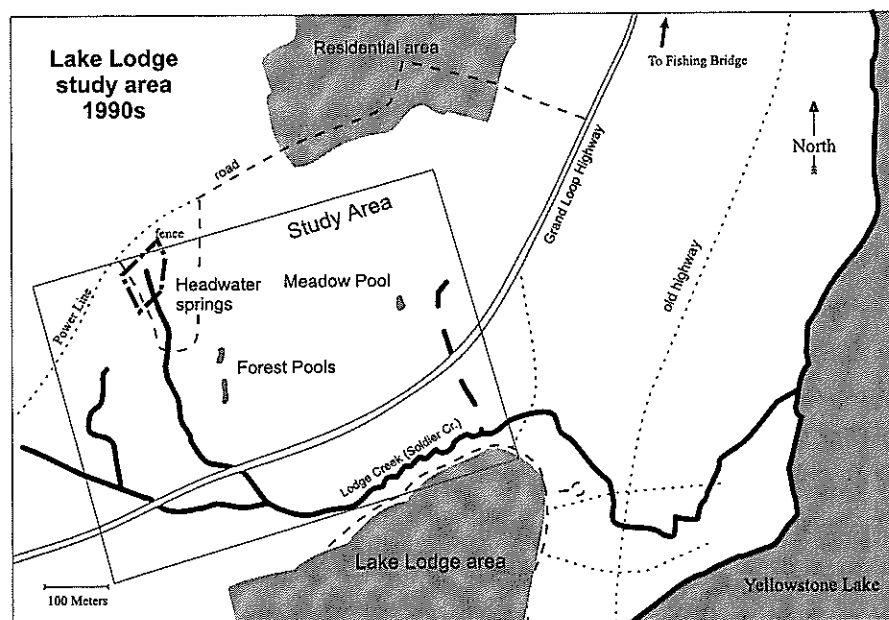 Lake Lodge
study area
1990s
Residential area
To Fishing Bridge
North
road
Grand Loop Highway
Study Area
fence
Headwater
springs
Meadow Pool
old highway
Power Line
Forest Pools
Lodge Creek (Soldier Cr.)
Lake Lodge area
Yellowstone Lake
100 Meters